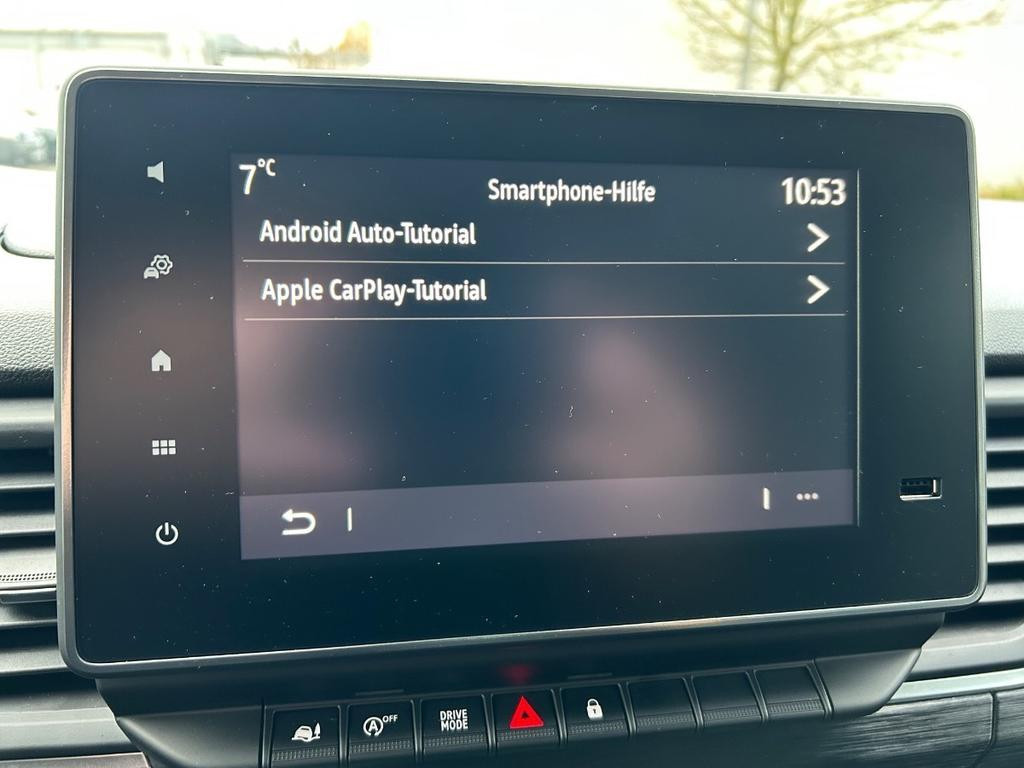 7°C
Smartphone-Hilfe
10:53
Android Auto-Tutorial
Apple CarPlay-Tutorial
A OFF
DRIVE
MODE